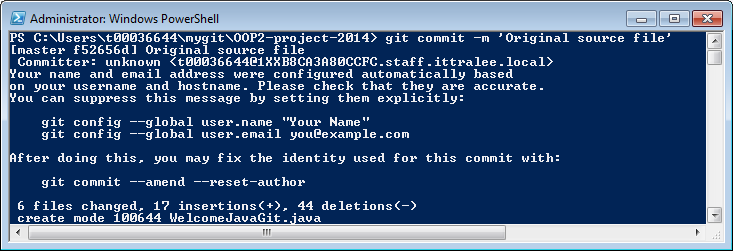 Administrator: Windows PowerShell
PS C:\Users\t00036644\mygit\OOP2-project-2014> git commit -m 'Original source file'
[master f52656d] Original source file
 Committer: unknown <t00036644@1XXB8CA3A80CCFC.staff.ittralee.local>
Your name and email address were configured automatically based
on your username and hostname. Please check that they are accurate.
You can suppress this message by setting them explicitly:
    git config --global user.name "Your Name"
    git config --global user.email you@example.com
After doing this, you may fix the identity used for this commit with:
    git commit --amend --reset-author
 6 files changed, 17 insertions(+), 44 deletions(-)
 create mode 100644 WelcomeJavaGit.java